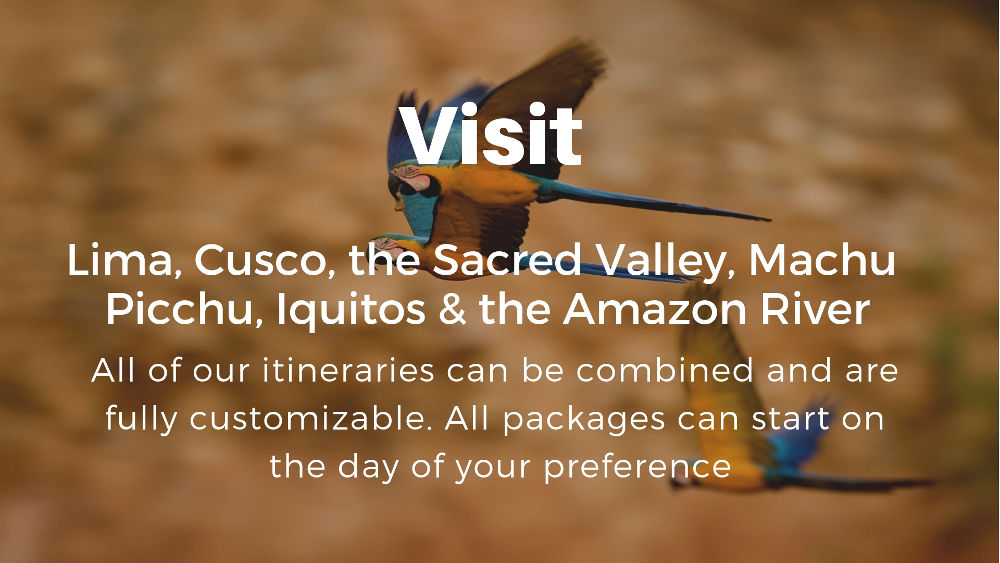 Visit
Lima, Cusco, the Sacred Valley, Machu
Picchu, Iquitos & the Amazon River
All of our itineraries can be combined and are
fully customizable. All packages can start on
the day of your preference